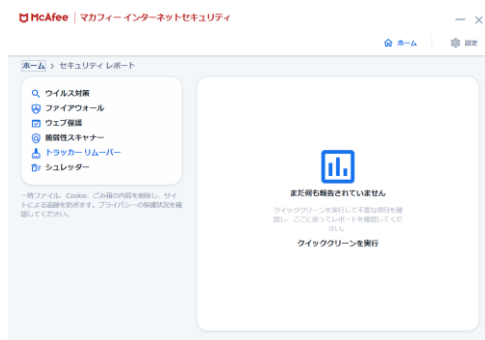 McAfee | マカフィー インターネットセキュリティ
ホーム 設定
ホーム > セキュリティ レポート
ウイルス対策
ファイアウォール
ウェブ保護
脆弱性スキャナー
トラッカー リムーバー
シュレッダー
一時ファイル、Cookie、ごみ箱の内容を削除し、サイ
トによる追跡を防ぎます。プライバシーの保護状況を確
認してください。
まだ何も報告されていません
クイッククリーンを実行して不要な項目を確
認し、ここに戻ってレポートを確認してくだ
さい。
クイッククリーンを実行